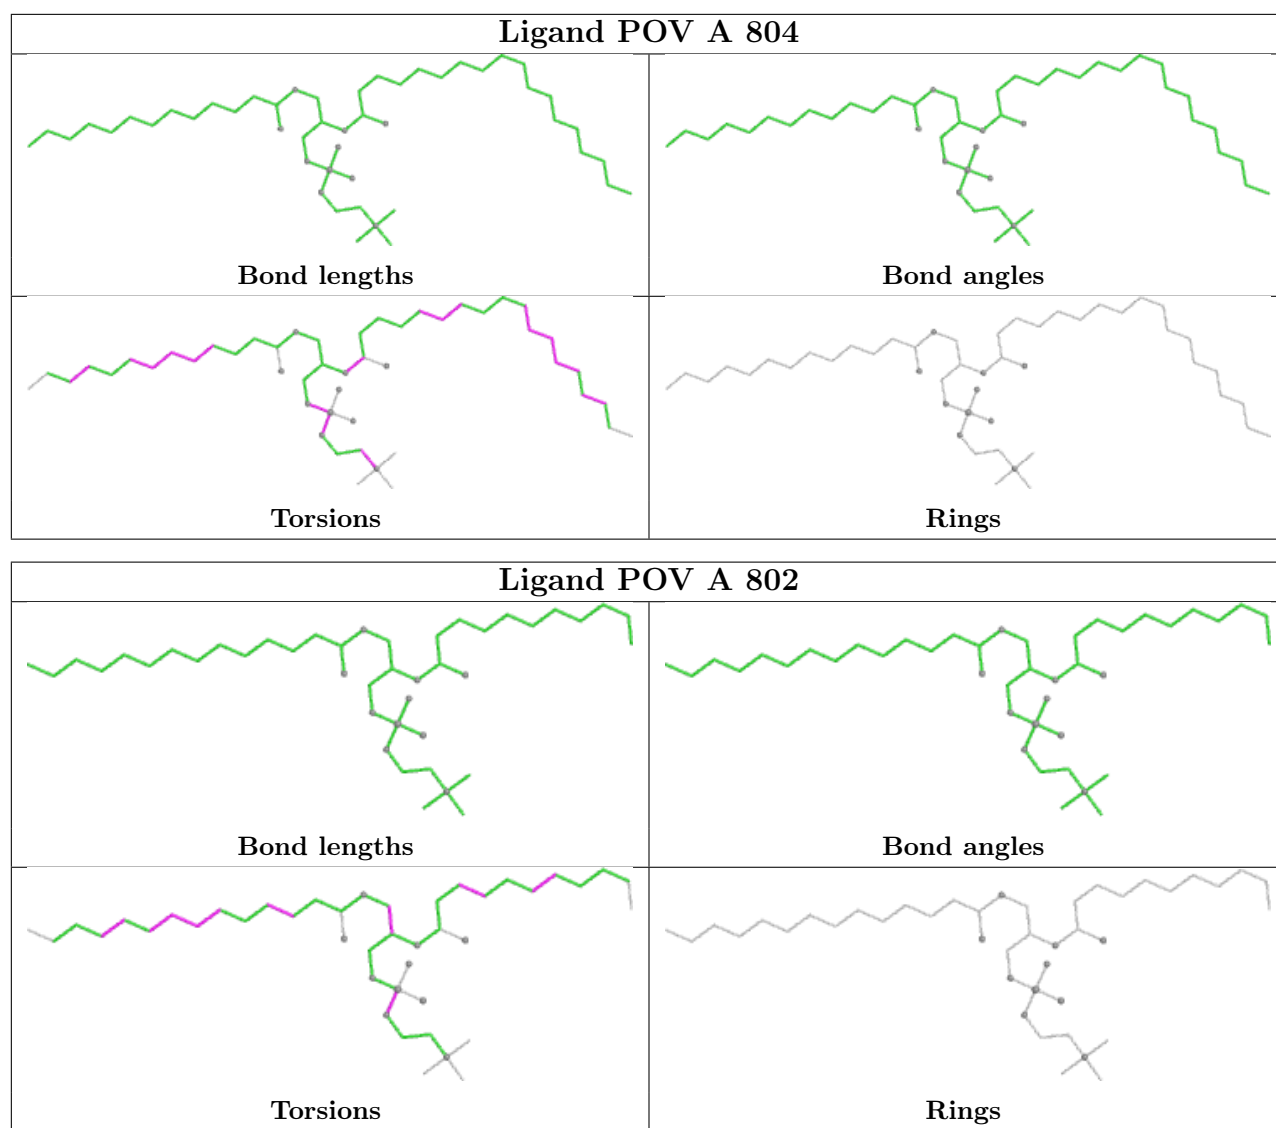 Ligand POV A 804
Bond lengths
Bond angles
Torsions
Rings
Ligand POV A 802
Bond lengths
Bond angles
Torsions
Rings